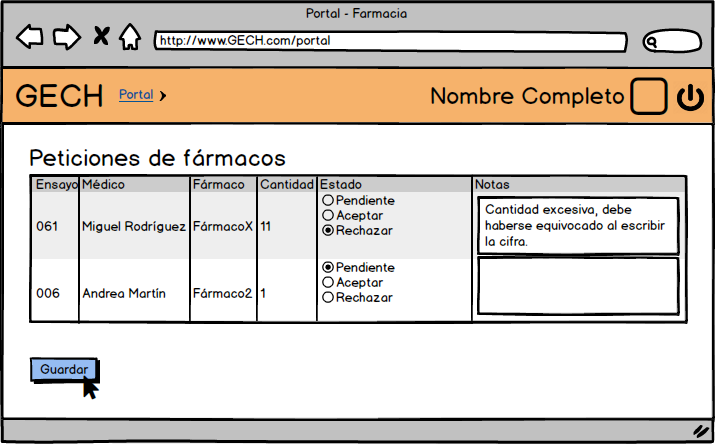 Portal - Farmacia
http://www.GECH.com/portal
GECH Portal Nombre Completo
Peticiones de fármacos
Ensayo Médico Fármaco Cantidad Estado Notas
061 Miguel Rodríguez FármacoX 11
Pendiente
Aceptar
Rechazar
Cantidad excesiva, debe
haberse equivocado al escribir
la cifra.
006 Andrea Martín Fármaco2 1
Pendiente
Aceptar
Rechazar
Guardar